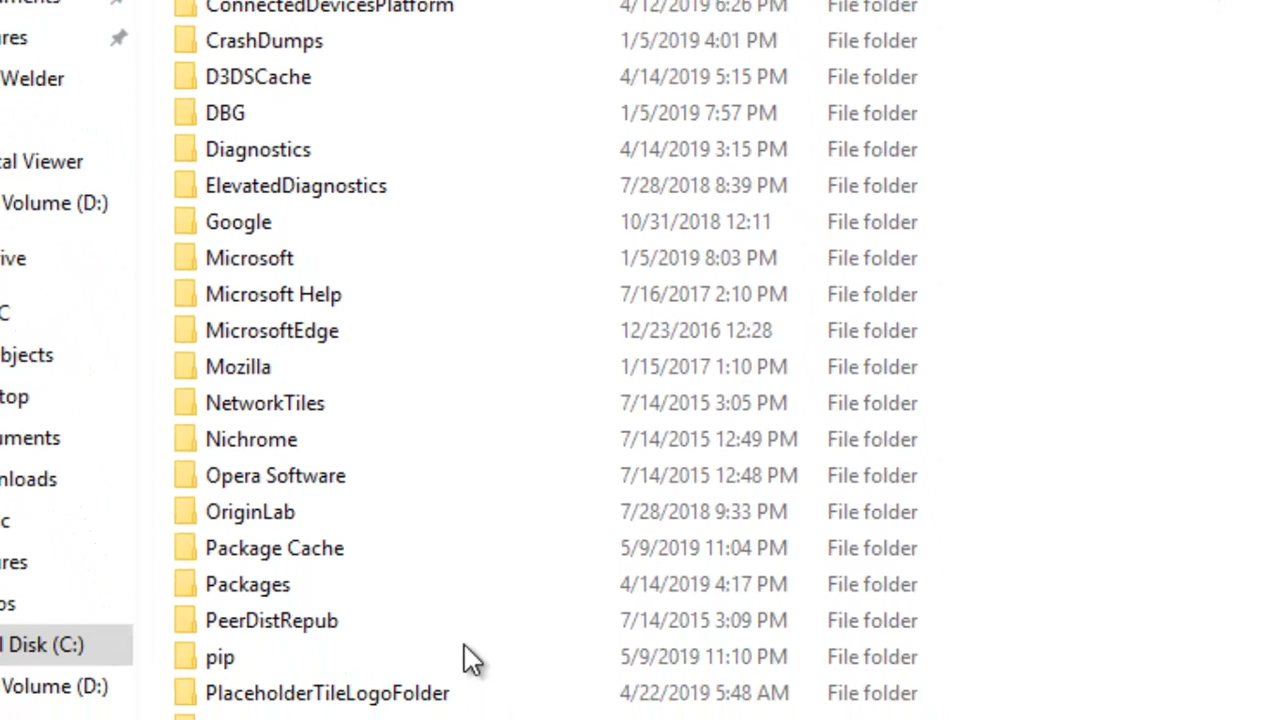 ConnectedDevicesPlatform 4/12/2019 6:26 PM File folder
res CrashDumps 1/5/2019 4:01 PM File folder
Welder D3DSCache 4/14/2019 5:15 PM File folder
DBG 1/5/2019 7:57 PM File folder
cal Viewer Diagnostics 4/14/2019 3:15 PM File folder
Volume (D:) ElevatedDiagnostics 7/28/2018 8:39 PM File folder
Google 10/31/2018 12:11 File folder
ive Microsoft 1/5/2019 8:03 PM File folder
C Microsoft Help 7/16/2017 2:10 PM File folder
MicrosoftEdge 12/23/2016 12:28 File folder
bjects Mozilla 1/15/2017 1:10 PM File folder
top NetworkTiles 7/14/2015 3:05 PM File folder
uments Nichrome 7/14/2015 12:49 PM File folder
nloads Opera Software 7/14/2015 12:48 PM File folder
c OriginLab 7/28/2018 9:33 PM File folder
res Package Cache 5/9/2019 11:04 PM File folder
os Packages 4/14/2019 4:17 PM File folder
PeerDistRepub 7/14/2015 3:09 PM File folder
l Disk (C:) pip 5/9/2019 11:10 PM File folder
Volume (D:) PlaceholderTileLogoFolder 4/22/2019 5:48 AM File folder